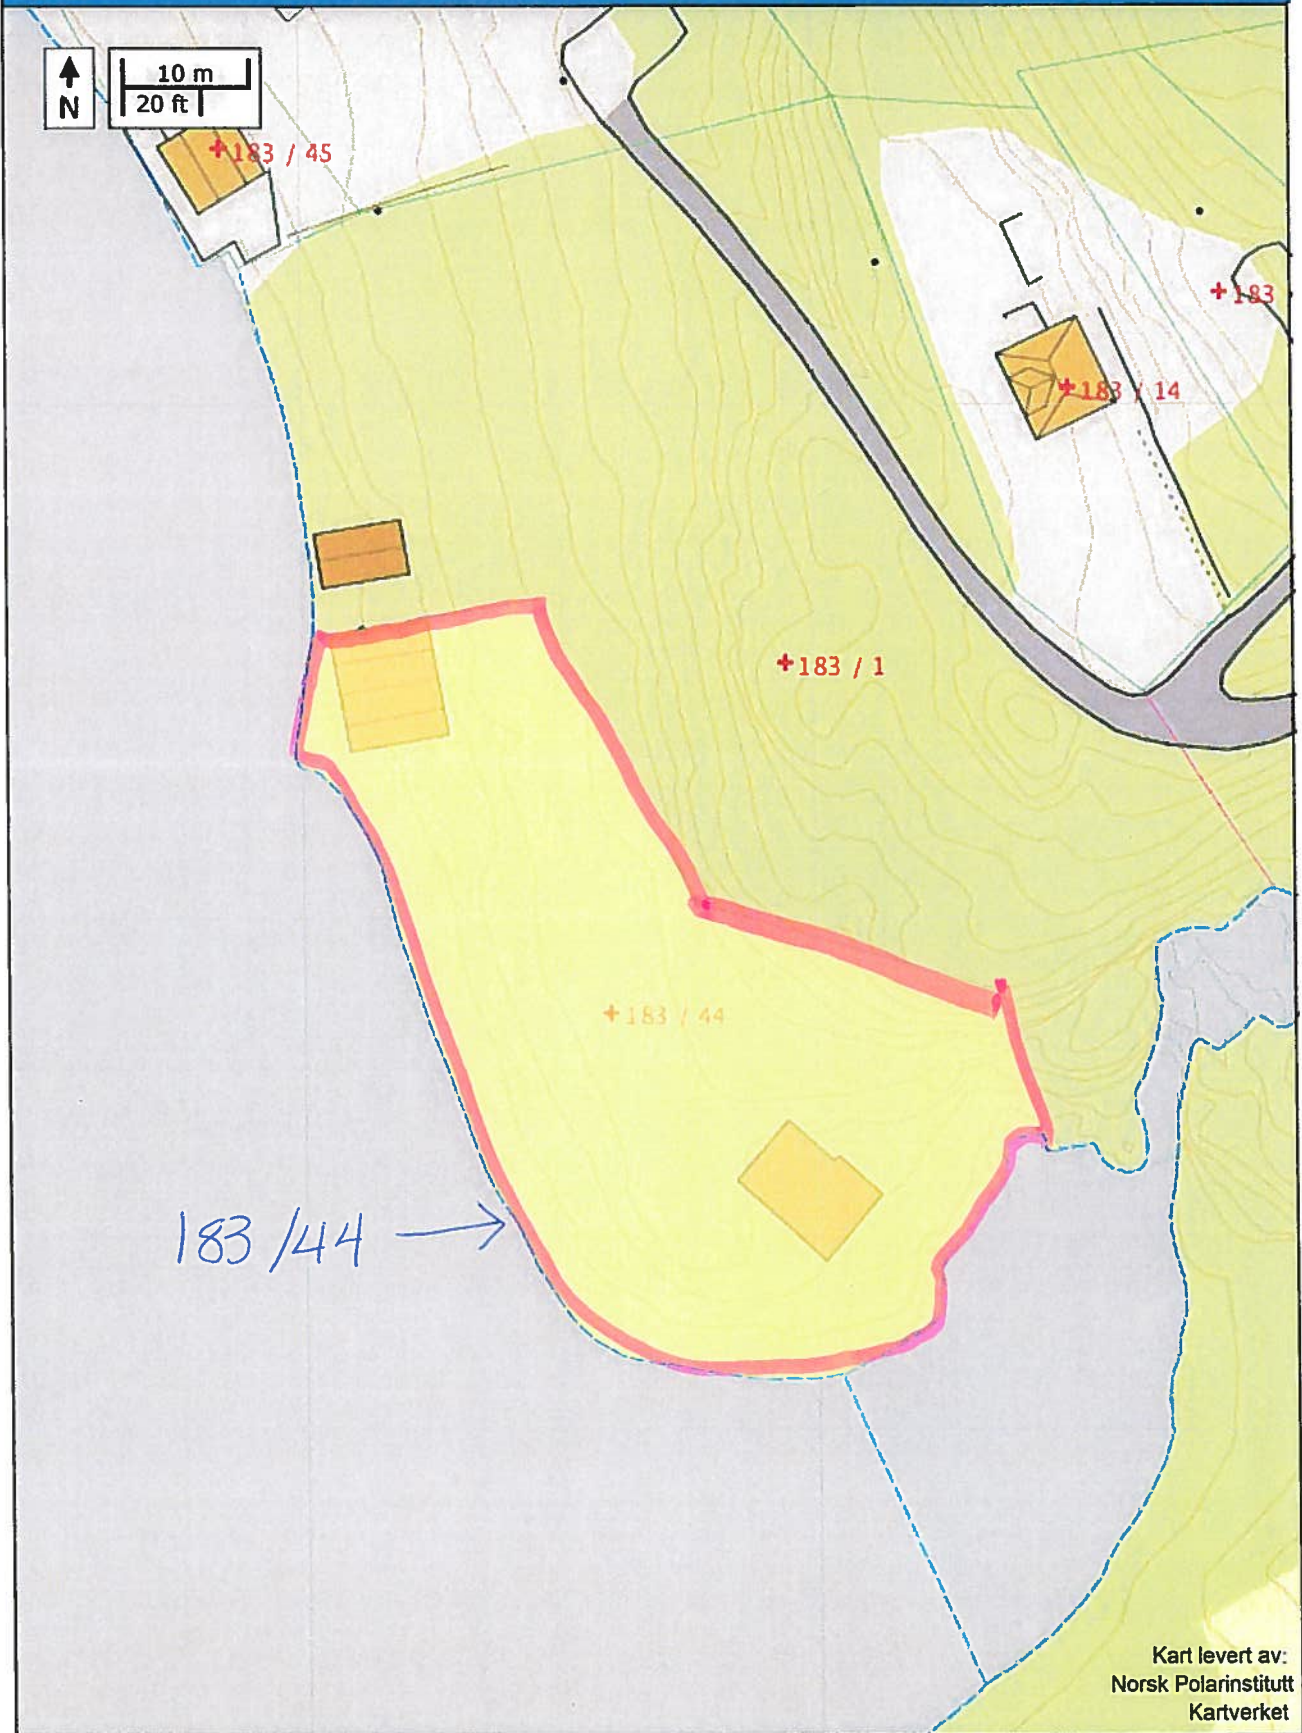 10 m
20 ft
N
183 / 45
183
183 / 14
183 / 1
183 / 44
183 /44
Kart levert av:
Norsk Polarinstitutt
Kartverket